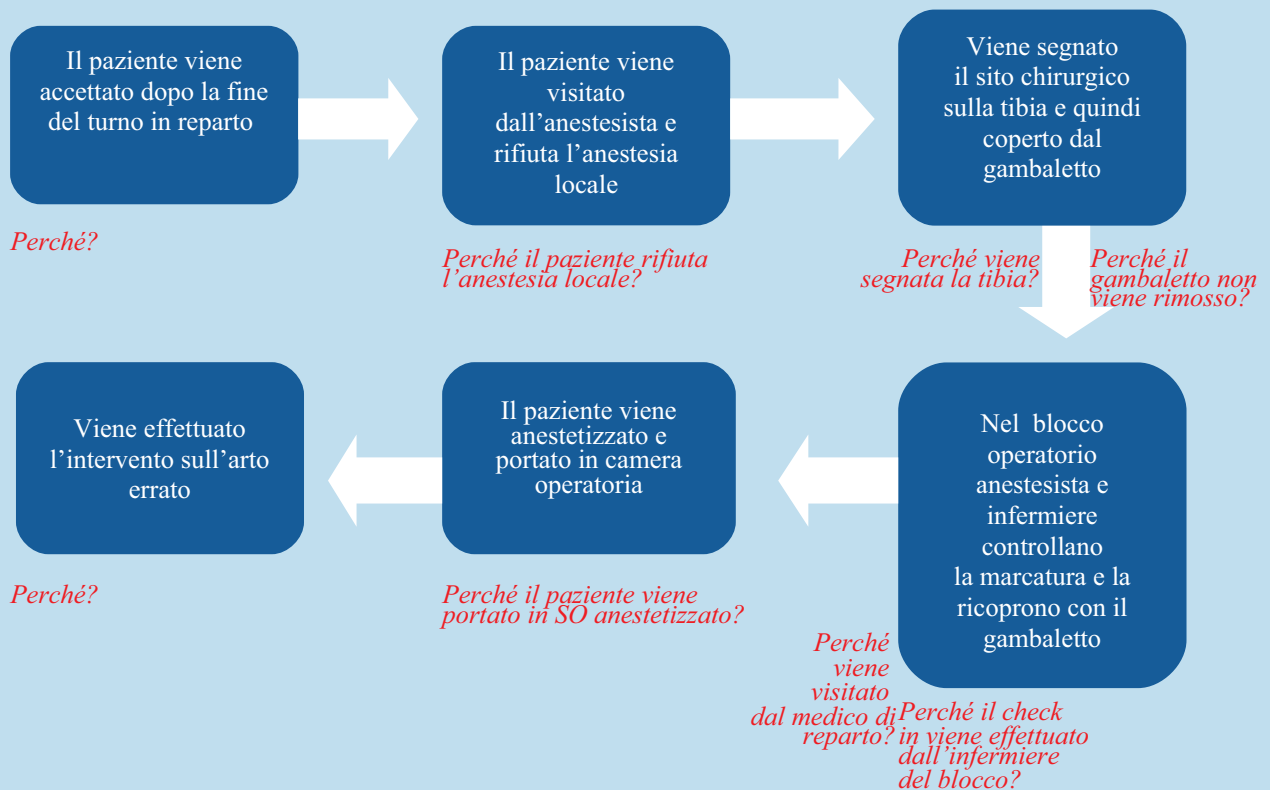 Il paziente viene
accettato dopo la fine
del turno in reparto
Perché?
Il paziente viene
visitato
dall’anestesista e
rifiuta l’anestesia
locale
Perché il paziente rifiuta
l’anestesia locale?
Viene segnato
il sito chirurgico
sulla tibia e quindi
coperto dal
gambaletto
Perché viene
segnata la tibia?
Perché il
gambaletto non
viene rimosso?
Nel blocco
operatorio
anestesista e
infermiere
controllano
la marcatura e la
ricoprono con il
gambaletto
Perché
viene
visitato
dal medico di
reparto?
Perché il check
in viene effettuato
dall’infermiere
del blocco?
Il paziente viene
anestetizzato e
portato in camera
operatoria
Perché il paziente viene
portato in SO anestetizzato?
Viene effettuato
l’intervento sull’arto
errato
Perché?